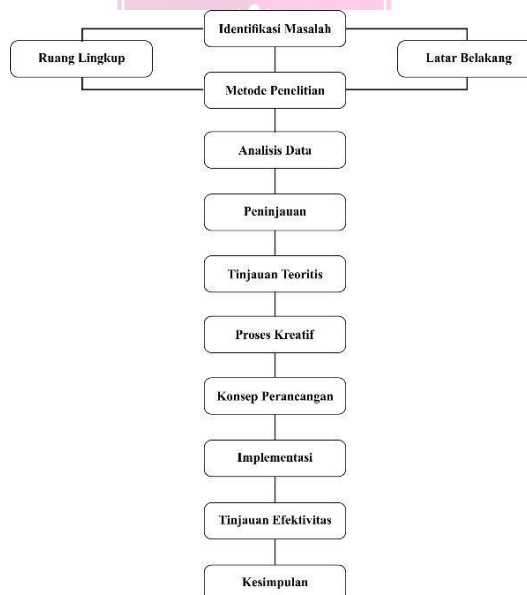 Identifikasi Masalah
Ruang Lingkup
Latar Belakang
Metode Penelitian
Analisis Data
Peninjauan
Tinjauan Teoritis
Proses Kreatif
Konsep Perancangan
Implementasi
Tinjauan Efektivitas
Kesimpulan